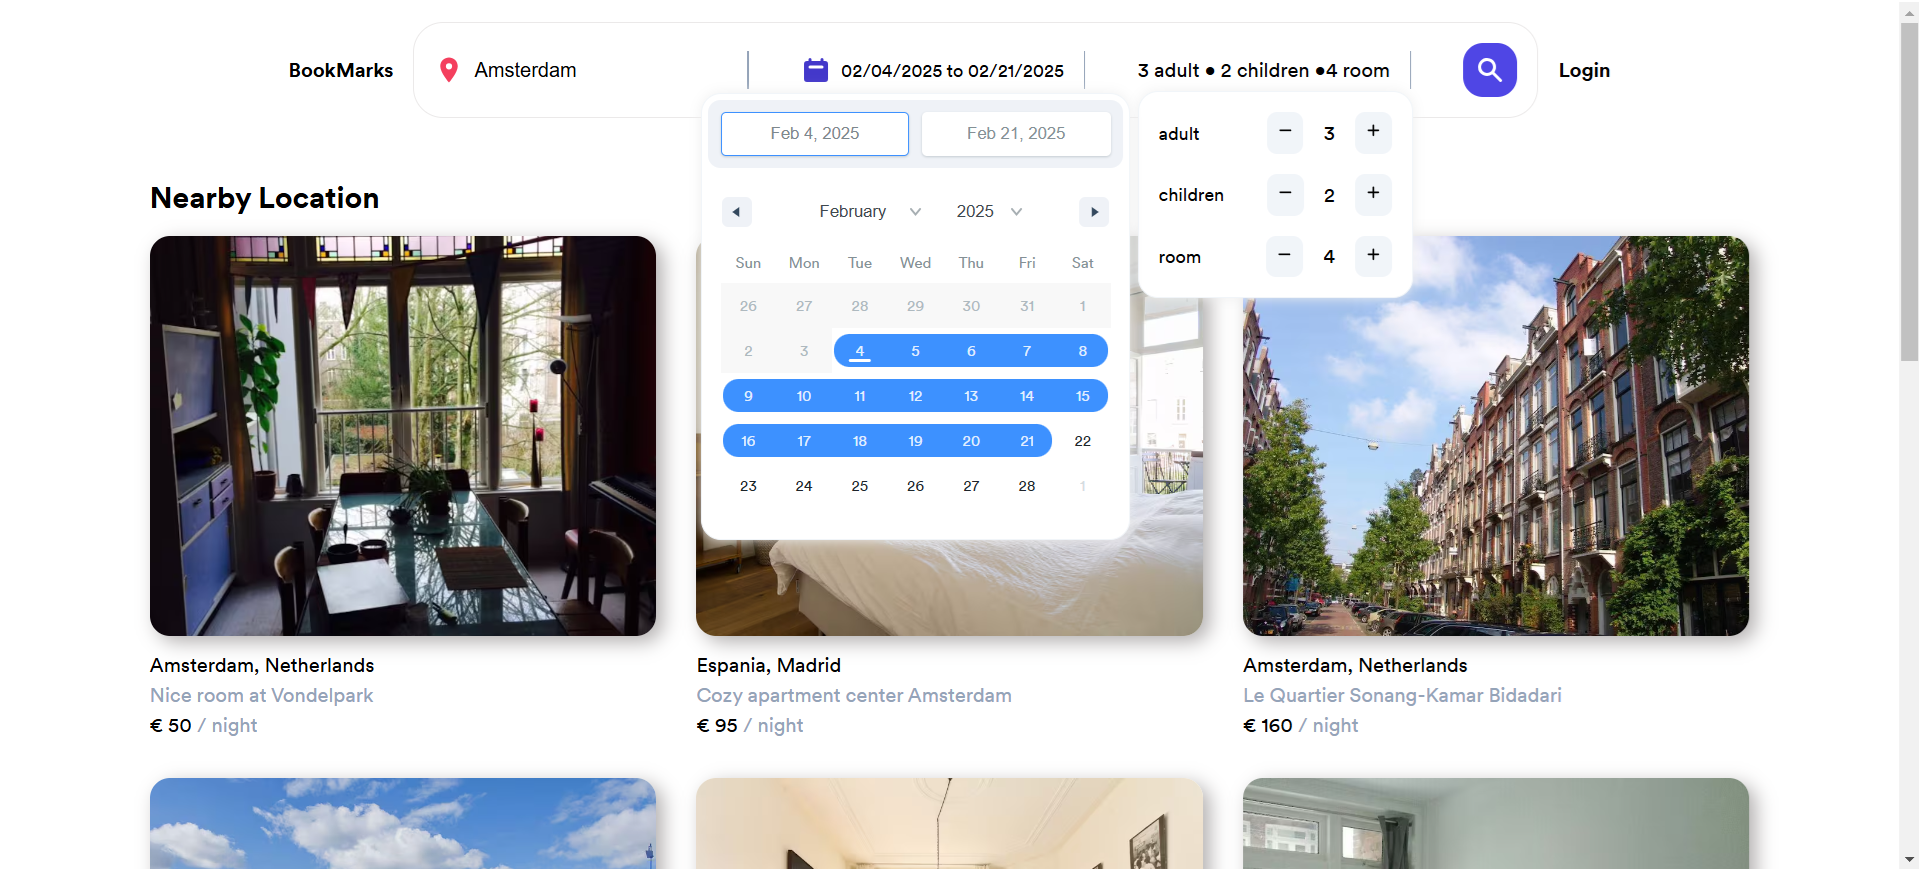 BookMarks
Amsterdam
02/04/2025 to 02/21/2025
3 adult ● 2 children ●4 room
Login
Feb 4, 2025 Feb 21, 2025
February 2025
Sun Mon Tue Wed Thu Fri Sat
26 27 28 29 30 31 1
2 3 4 5 6 7 8
9 10 11 12 13 14 15
16 17 18 19 20 21 22
23 24 25 26 27 28 1
adult − 3 +
children − 2 +
room − 4 +
Nearby Location
Amsterdam, Netherlands
Nice room at Vondelpark
€ 50 / night
Espania, Madrid
Cozy apartment center Amsterdam
€ 95 / night
Amsterdam, Netherlands
Le Quartier Sonang-Kamar Bidadari
€ 160 / night